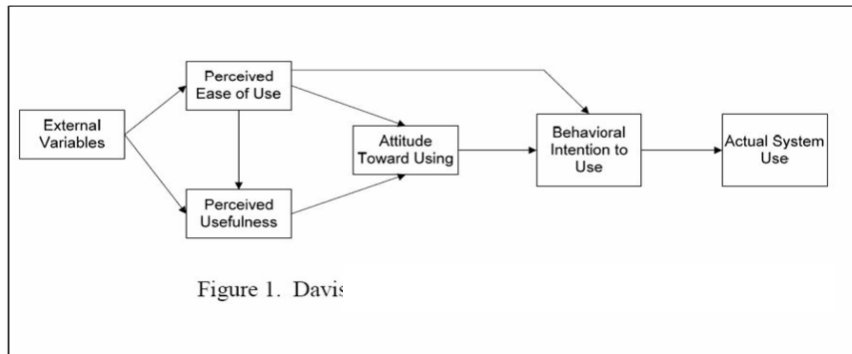 Perceived
Ease of Use
External
Variables
Attitude
Toward Using
Behavioral
Intention to
Use
Actual System
Use
Perceived
Usefulness
Figure 1. Davis